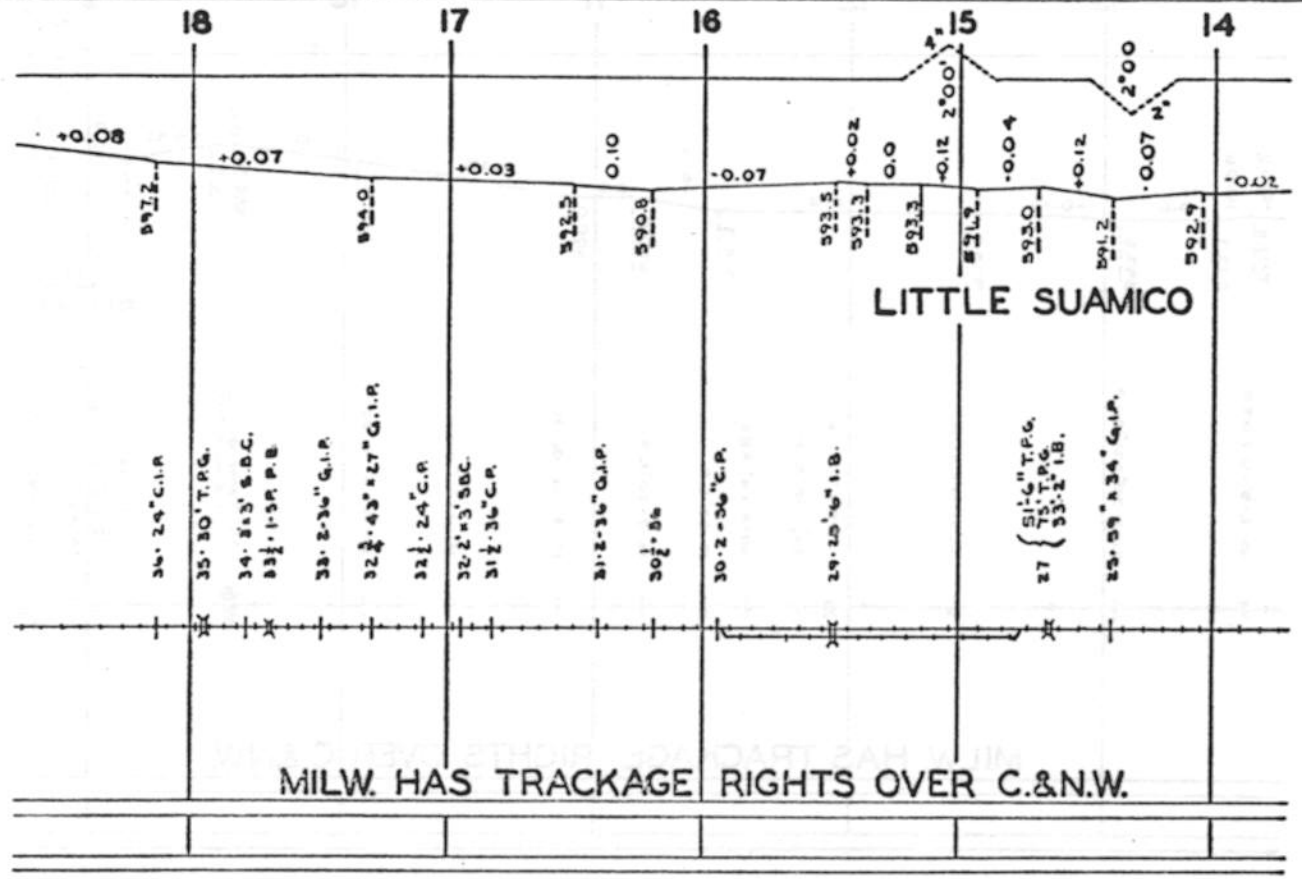 18 17 16 15 14
4" 2°00' 2°00 2"
+0.08 +0.07 +0.03 0.10 -0.07 +0.02 0.0 -0.12 -0.04 +0.12 -0.07 -0.02
597.2 594.0 592.5 590.8 593.5 593.3 593.3 593.0 591.2 592.9
LITTLE SUAMICO
36 · 24" C.I.P.
35 · 30' T.P.G.
34 · 3'x3' S.B.C.
33½ · 1-SP. P.B.
33 · 2-36" G.I.P.
32¾ · 43" x 27" G.I.P.
32½ · 24" C.P.
32 · 2'x3' SBC.
31½ · 36" C.P.
31 · 2-36" G.I.P.
30½ · 36
30 · 2-36" C.P.
29 · 25'-6" I.B.
27 { 51'-6" T.P.G.
75' T.P.G.
33'-2" I.B.
25 · 59" x 34" G.I.P.
MILW. HAS TRACKAGE RIGHTS OVER C.&N.W.